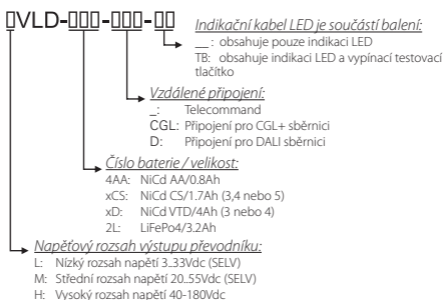 ▯VLD-▯▯▯-▯▯▯-▯▯
Indikační kabel LED je součástí balení:
__ : obsahuje pouze indikaci LED
TB: obsahuje indikaci LED a vypínací testovací
tlačítko
Vzdálené připojení:
_: Telecommand
CGL: Připojení pro CGL+ sběrnici
D: Připojení pro DALI sběrnici
Číslo baterie / velikost:
4AA: NiCd AA/0.8Ah
xCS: NiCd CS/1.7Ah (3,4 nebo 5)
xD: NiCd VTD/4Ah (3 nebo 4)
2L: LiFePo4/3.2Ah
Napěťový rozsah výstupu převodníku:
L: Nízký rozsah napětí 3..33Vdc (SELV)
M: Střední rozsah napětí 20..55Vdc (SELV)
H: Vysoký rozsah napětí 40-180Vdc